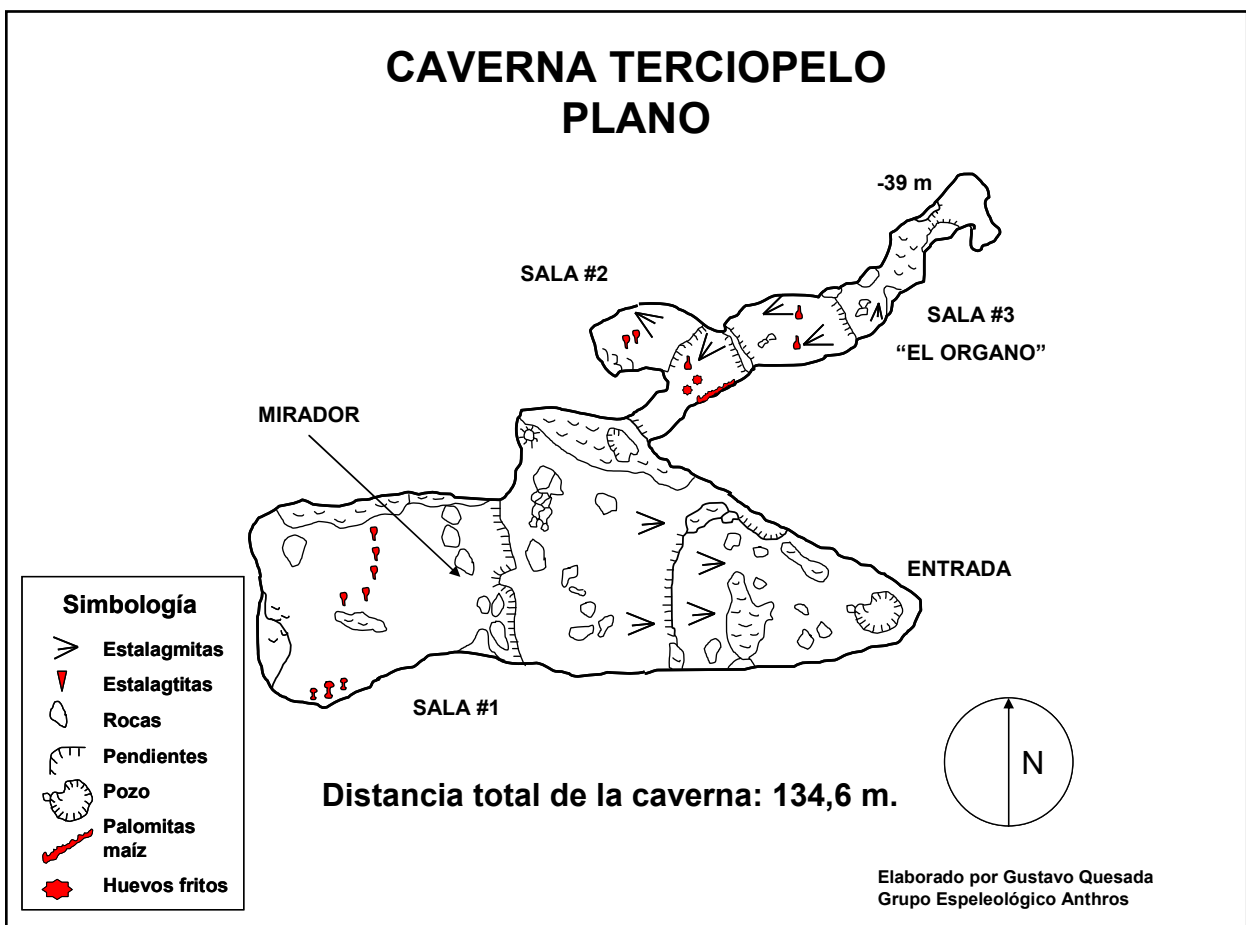 CAVERNA TERCIOPELO
PLANO
-39 m
SALA #2
SALA #3
“EL ORGANO”
MIRADOR
ENTRADA
SALA #1
Simbología
Estalagmitas
Estalagtitas
Rocas
Pendientes
Pozo
Palomitas
maíz
Huevos fritos
N
Distancia total de la caverna: 134,6 m.
Elaborado por Gustavo Quesada
Grupo Espeleológico Anthros